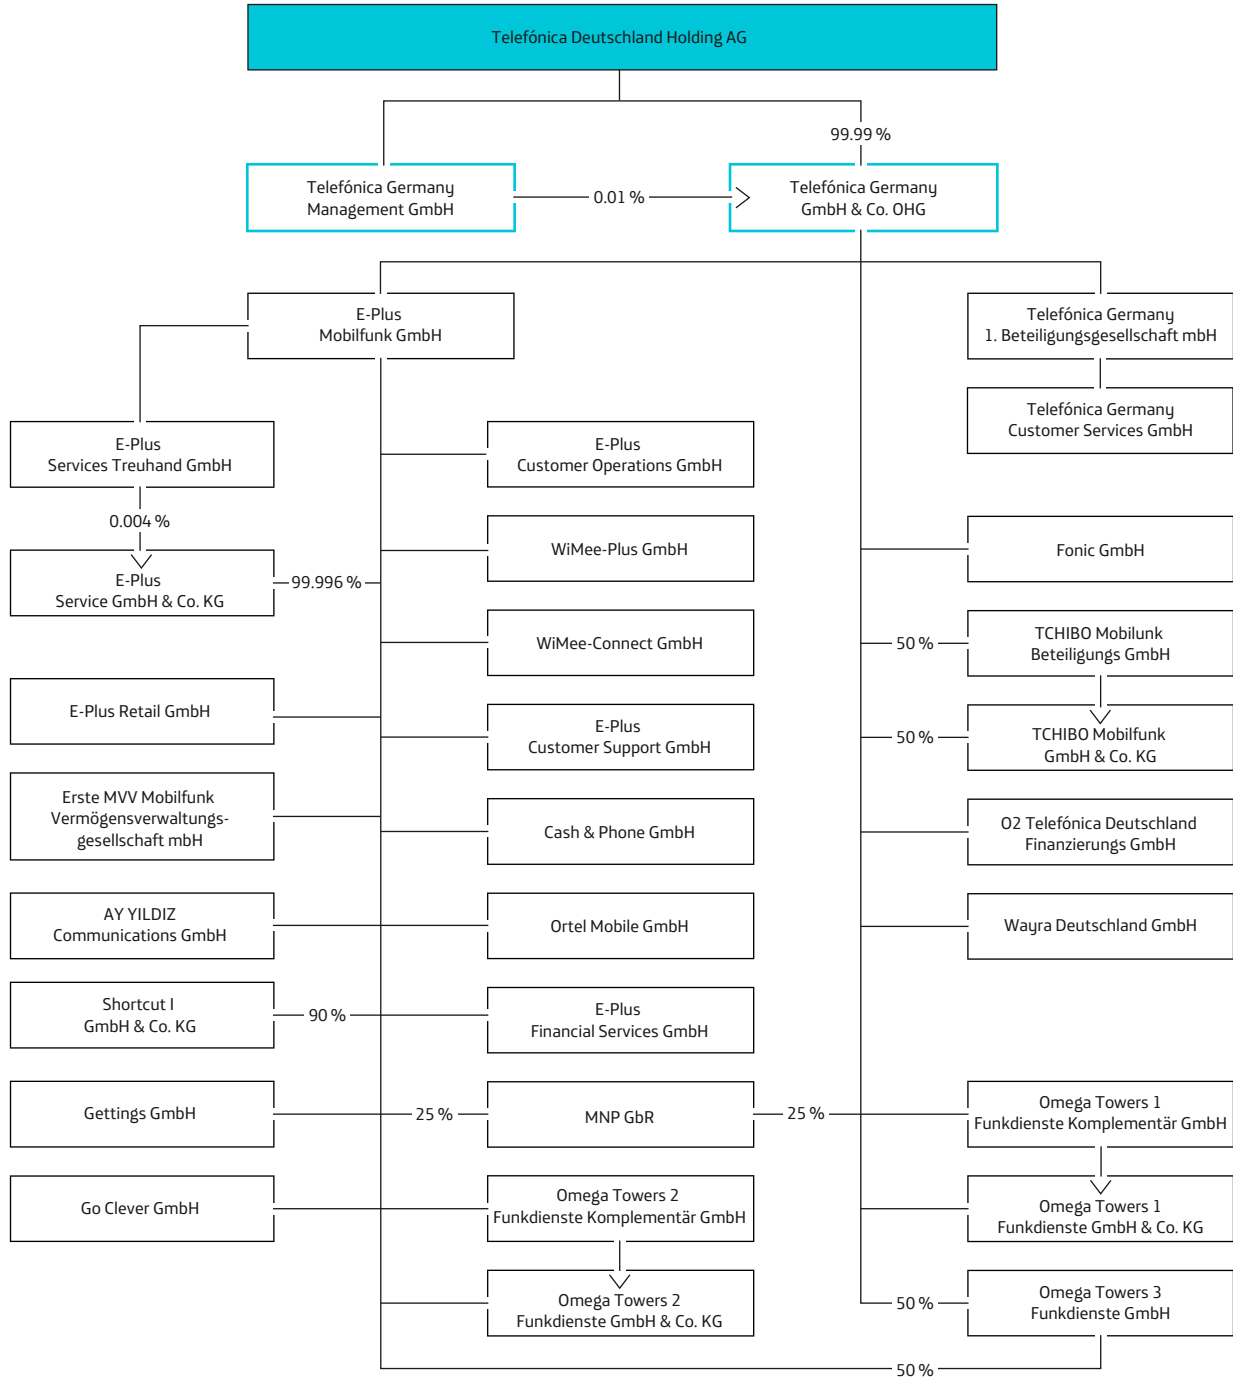 Telefónica Deutschland Holding AG
99.99 %
Telefónica Germany
Management GmbH
0.01 %
Telefónica Germany
GmbH & Co. OHG
E-Plus
Mobilfunk GmbH
Telefónica Germany
1. Beteiligungsgesellschaft mbH
Telefónica Germany
Customer Services GmbH
E-Plus
Services Treuhand GmbH
E-Plus
Customer Operations GmbH
0.004 %
WiMee-Plus GmbH
Fonic GmbH
E-Plus
Service GmbH & Co. KG
99.996 %
WiMee-Connect GmbH
50 %
TCHIBO Mobilunk
Beteiligungs GmbH
E-Plus Retail GmbH
E-Plus
Customer Support GmbH
50 %
TCHIBO Mobilfunk
GmbH & Co. KG
Erste MVV Mobilfunk
Vermögensverwaltungs-
gesellschaft mbH
Cash & Phone GmbH
O2 Telefónica Deutschland
Finanzierungs GmbH
AY YILDIZ
Communications GmbH
Ortel Mobile GmbH
Wayra Deutschland GmbH
Shortcut I
GmbH & Co. KG
90 %
E-Plus
Financial Services GmbH
Gettings GmbH
25 %
MNP GbR
25 %
Omega Towers 1
Funkdienste Komplementär GmbH
Go Clever GmbH
Omega Towers 2
Funkdienste Komplementär GmbH
Omega Towers 1
Funkdienste GmbH & Co. KG
Omega Towers 2
Funkdienste GmbH & Co. KG
50 %
Omega Towers 3
Funkdienste GmbH
50 %